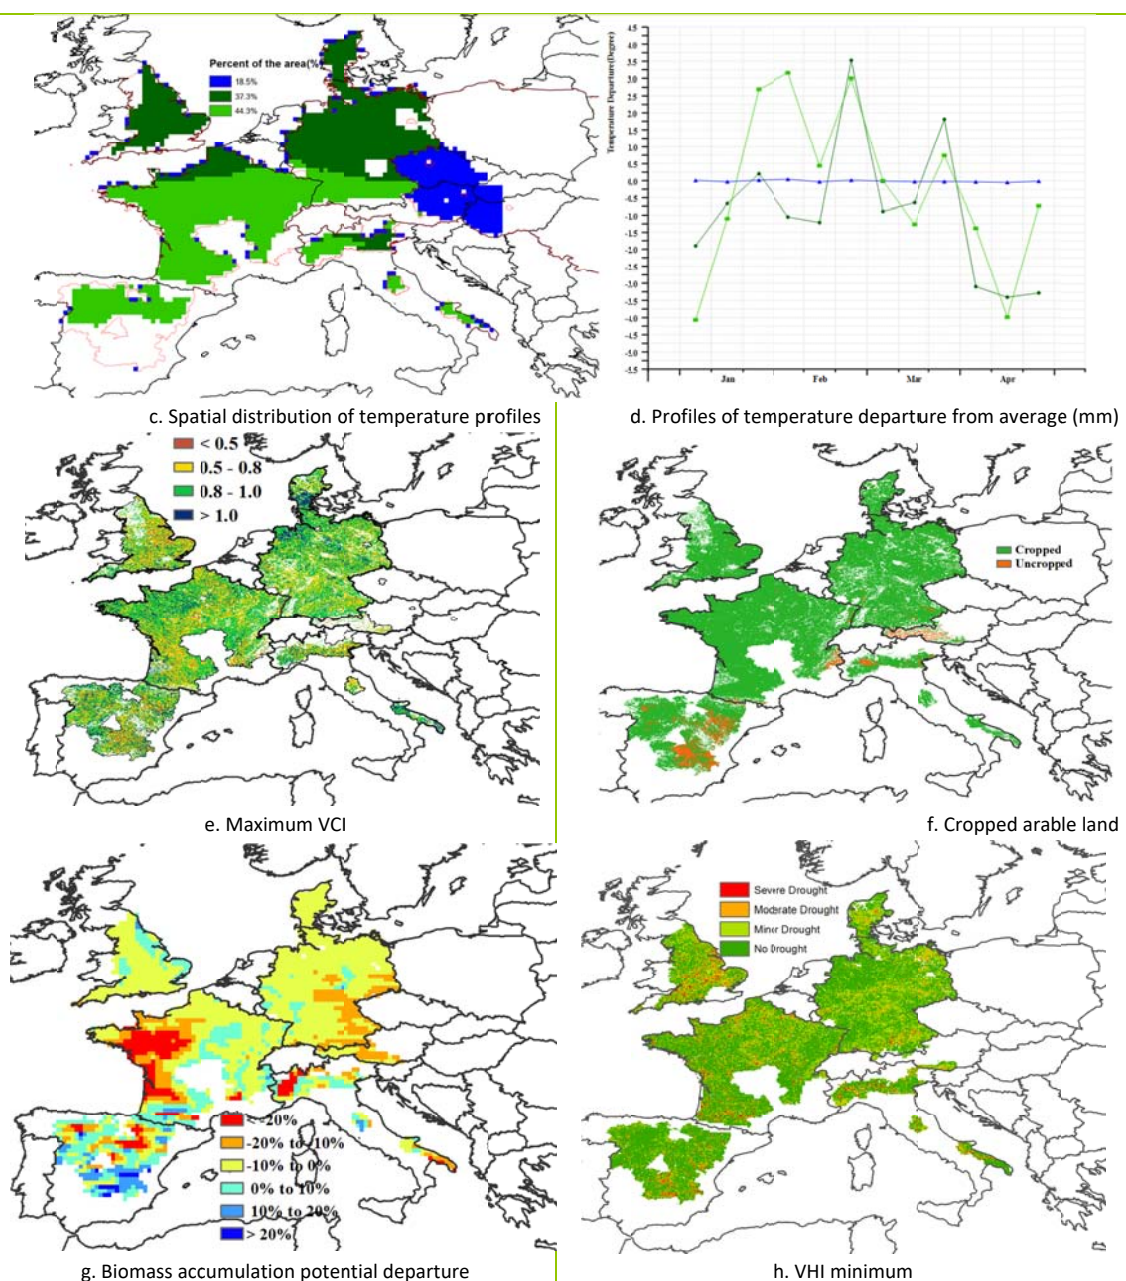 Percent of the area(%
18.5%
37.3%
44.3%
Temperature Departure(Degree)
4.5
4.0
3.5
3.0
2.5
2.0
1.5
1.0
0.5
0.0
-0.5
-1.0
-1.5
-2.0
-2.5
-3.0
-3.5
-4.0
-4.5
-5.0
-5.5
Jan
Feb
Mar
Apr
c. Spatial distribution of temperature profiles
d. Profiles of temperature departure from average (mm)
< 0.5
0.5 - 0.8
0.8 - 1.0
> 1.0
Cropped
Uncropped
e. Maximum VCI
f. Cropped arable land
< -20%
-20% to -10%
-10% to 0%
0% to 10%
10% to 20%
> 20%
Severe Drought
Moderate Drought
Minor Drought
No Drought
g. Biomass accumulation potential departure
h. VHI minimum